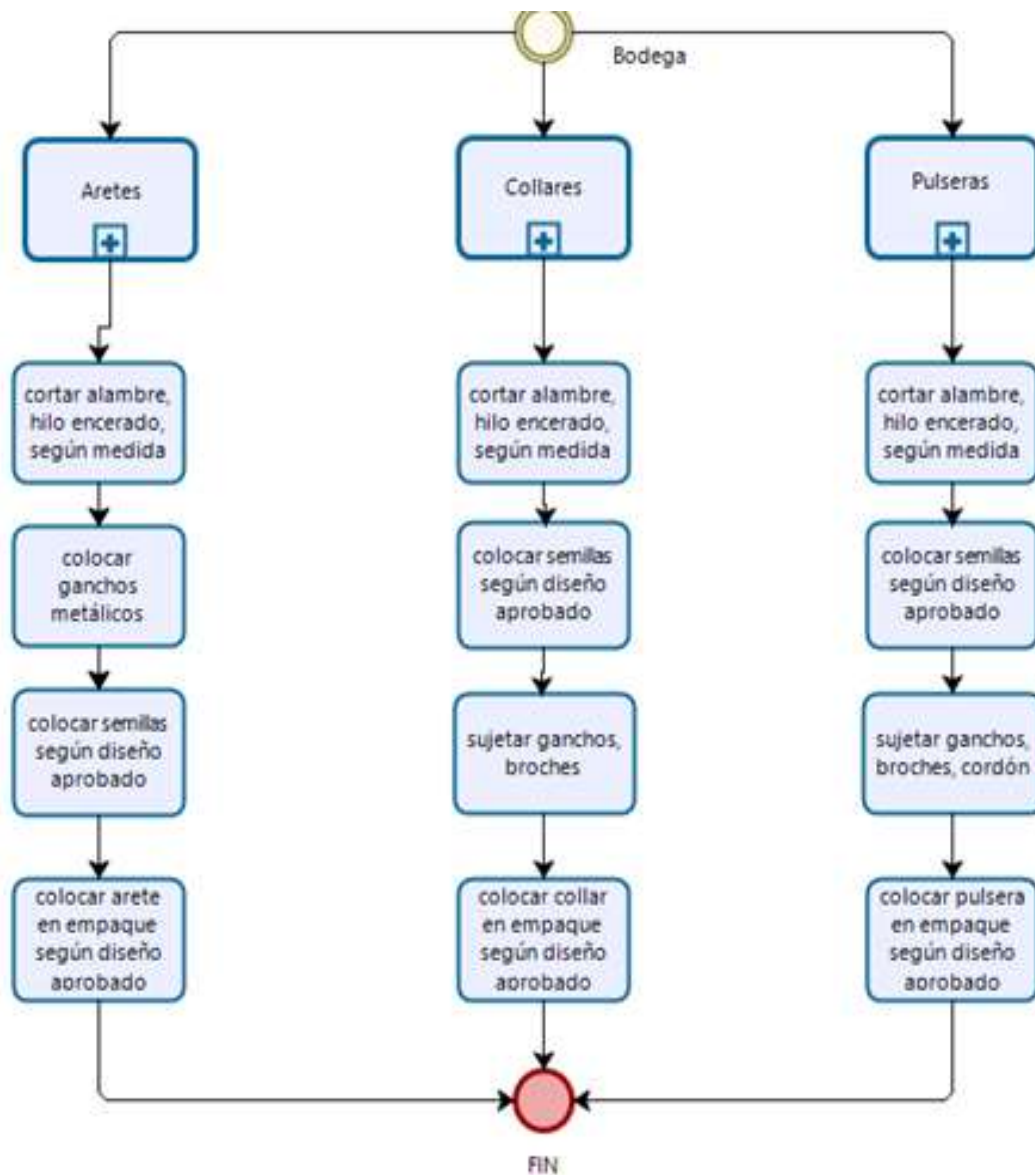 Bodega
Aretes
Collares
Pulseras
cortar alambre,
hilo encerado,
según medida
cortar alambre,
hilo encerado,
según medida
cortar alambre,
hilo encerado,
según medida
colocar
ganchos
metálicos
colocar semillas
según diseño
aprobado
colocar semillas
según diseño
aprobado
colocar semillas
según diseño
aprobado
sujetar ganchos,
broches
sujetar ganchos,
broches, cordón
colocar arete
en empaque
según diseño
aprobado
colocar collar
en empaque
según diseño
aprobado
colocar pulsera
en empaque
según diseño
aprobado
FIN